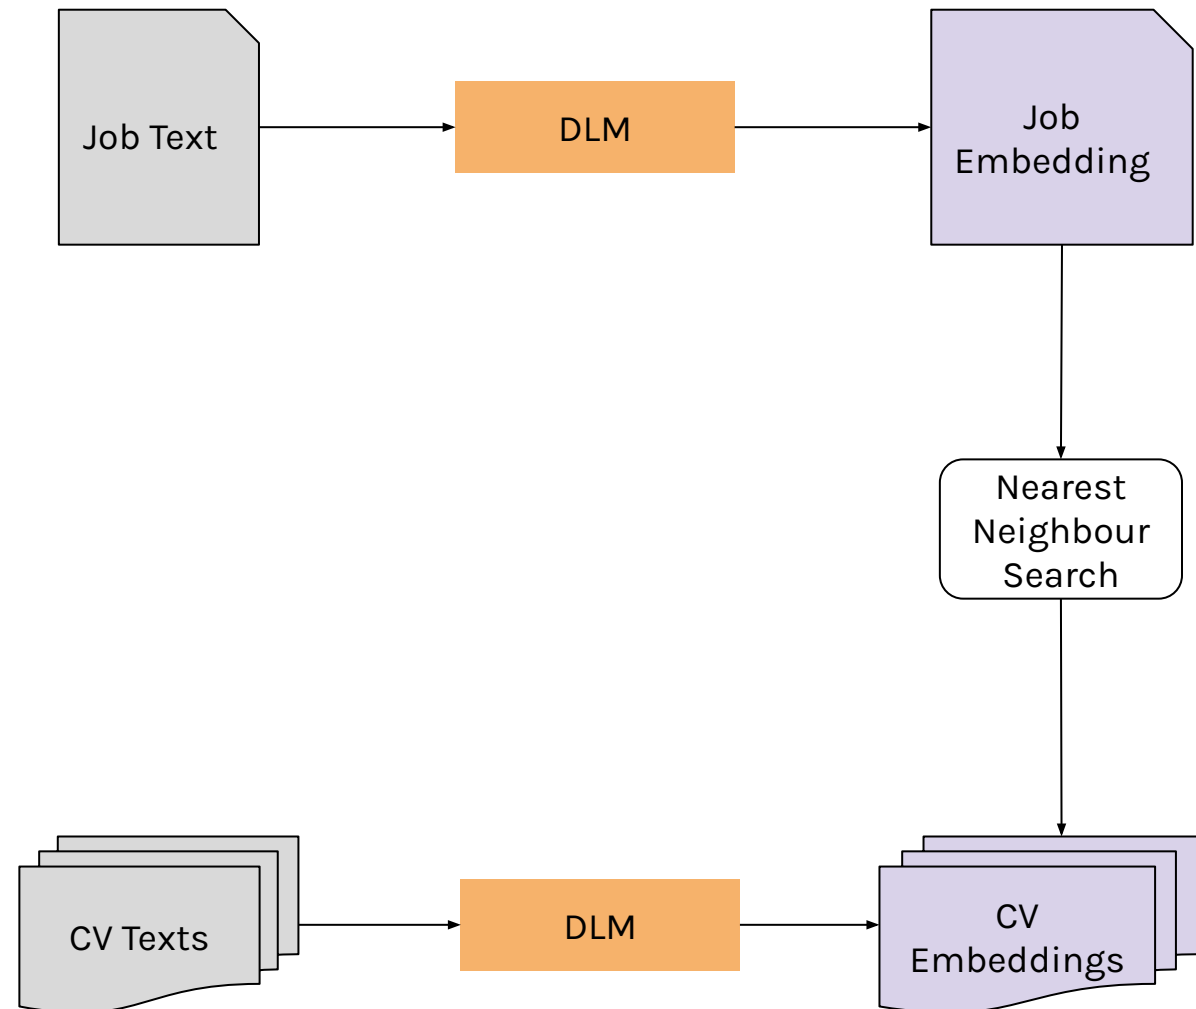 Job Text
DLM
Job
Embedding
Nearest
Neighbour
Search
CV Texts
DLM
CV
Embeddings